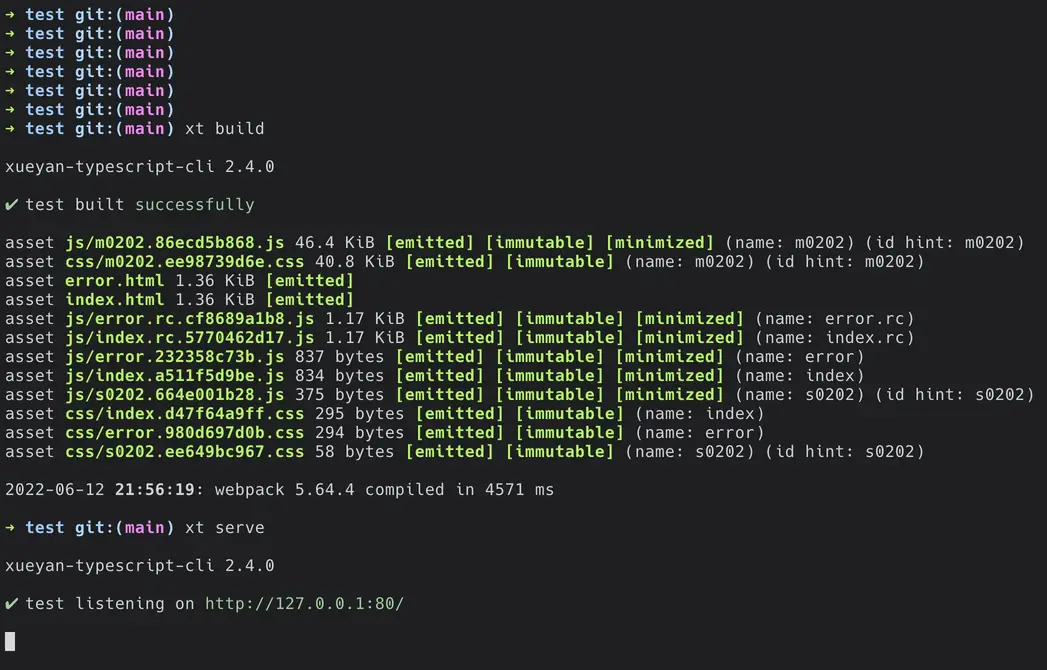 ➜ test git:(main)
➜ test git:(main)
➜ test git:(main)
➜ test git:(main)
➜ test git:(main)
➜ test git:(main)
➜ test git:(main) xt build
xueyan-typescript-cli 2.4.0
✔ test built successfully
asset js/m0202.86ecd5b868.js 46.4 KiB [emitted] [immutable] [minimized] (name: m0202) (id hint: m0202)
asset css/m0202.ee98739d6e.css 40.8 KiB [emitted] [immutable] (name: m0202) (id hint: m0202)
asset error.html 1.36 KiB [emitted]
asset index.html 1.36 KiB [emitted]
asset js/error.rc.cf8689a1b8.js 1.17 KiB [emitted] [immutable] [minimized] (name: error.rc)
asset js/index.rc.5770462d17.js 1.17 KiB [emitted] [immutable] [minimized] (name: index.rc)
asset js/error.232358c73b.js 837 bytes [emitted] [immutable] [minimized] (name: error)
asset js/index.a511f5d9be.js 834 bytes [emitted] [immutable] [minimized] (name: index)
asset js/s0202.664e001b28.js 375 bytes [emitted] [immutable] [minimized] (name: s0202) (id hint: s0202)
asset css/index.d47f64a9ff.css 295 bytes [emitted] [immutable] (name: index)
asset css/error.980d697d0b.css 294 bytes [emitted] [immutable] (name: error)
asset css/s0202.ee649bc967.css 58 bytes [emitted] [immutable] (name: s0202) (id hint: s0202)
2022-06-12 21:56:19: webpack 5.64.4 compiled in 4571 ms
➜ test git:(main) xt serve
xueyan-typescript-cli 2.4.0
✔ test listening on http://127.0.0.1:80/